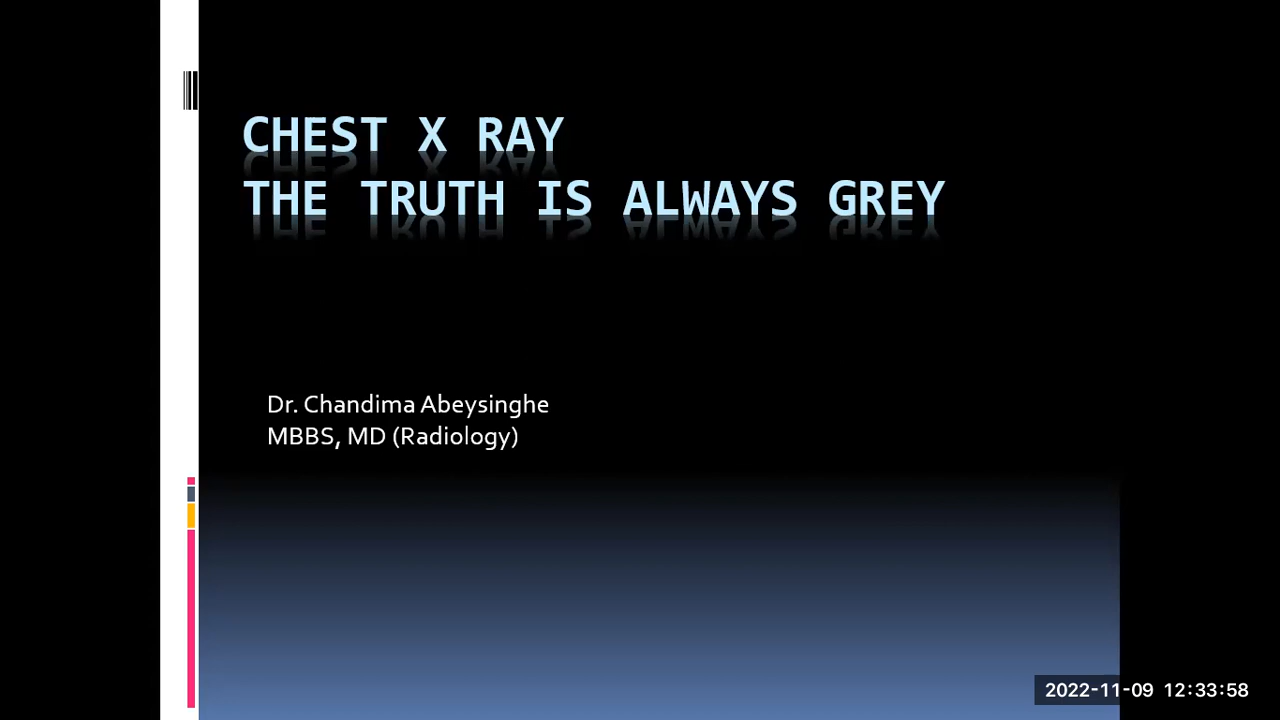 CHEST X RAY
THE TRUTH IS ALWAYS GREY
Dr. Chandima Abeysinghe
MBBS, MD (Radiology)
2022-11-09 12:33:58